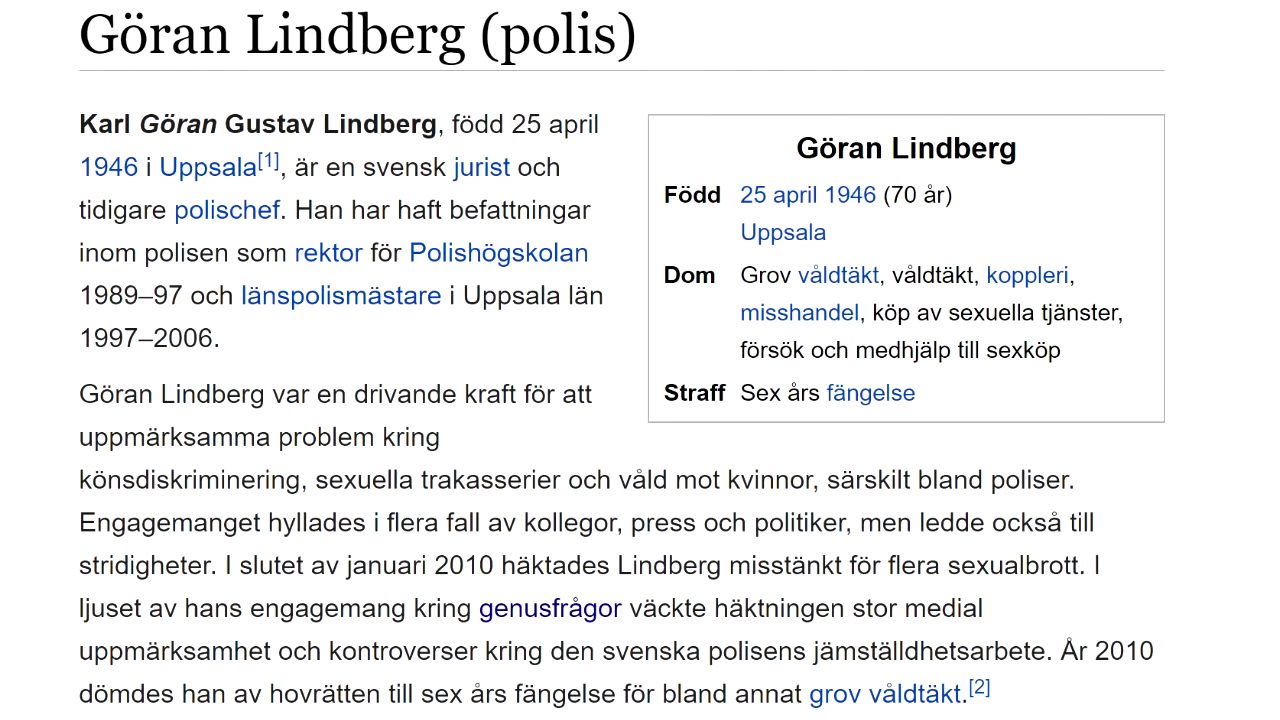 Göran Lindberg (polis)
Karl Göran Gustav Lindberg, född 25 april
1946 i Uppsala[1], är en svensk jurist och
tidigare polischef. Han har haft befattningar
inom polisen som rektor för Polishögskolan
1989–97 och länspolismästare i Uppsala län
1997–2006.
Göran Lindberg
Född 25 april 1946 (70 år)
Uppsala
Dom Grov våldtäkt, våldtäkt, koppleri,
misshandel, köp av sexuella tjänster,
försök och medhjälp till sexköp
Straff Sex års fängelse
Göran Lindberg var en drivande kraft för att
uppmärksamma problem kring
könsdiskriminering, sexuella trakasserier och våld mot kvinnor, särskilt bland poliser.
Engagemanget hyllades i flera fall av kollegor, press och politiker, men ledde också till
stridigheter. I slutet av januari 2010 häktades Lindberg misstänkt för flera sexualbrott. I
ljuset av hans engagemang kring genusfrågor väckte häktningen stor medial
uppmärksamhet och kontroverser kring den svenska polisens jämställdhetsarbete. År 2010
dömdes han av hovrätten till sex års fängelse för bland annat grov våldtäkt.[2]